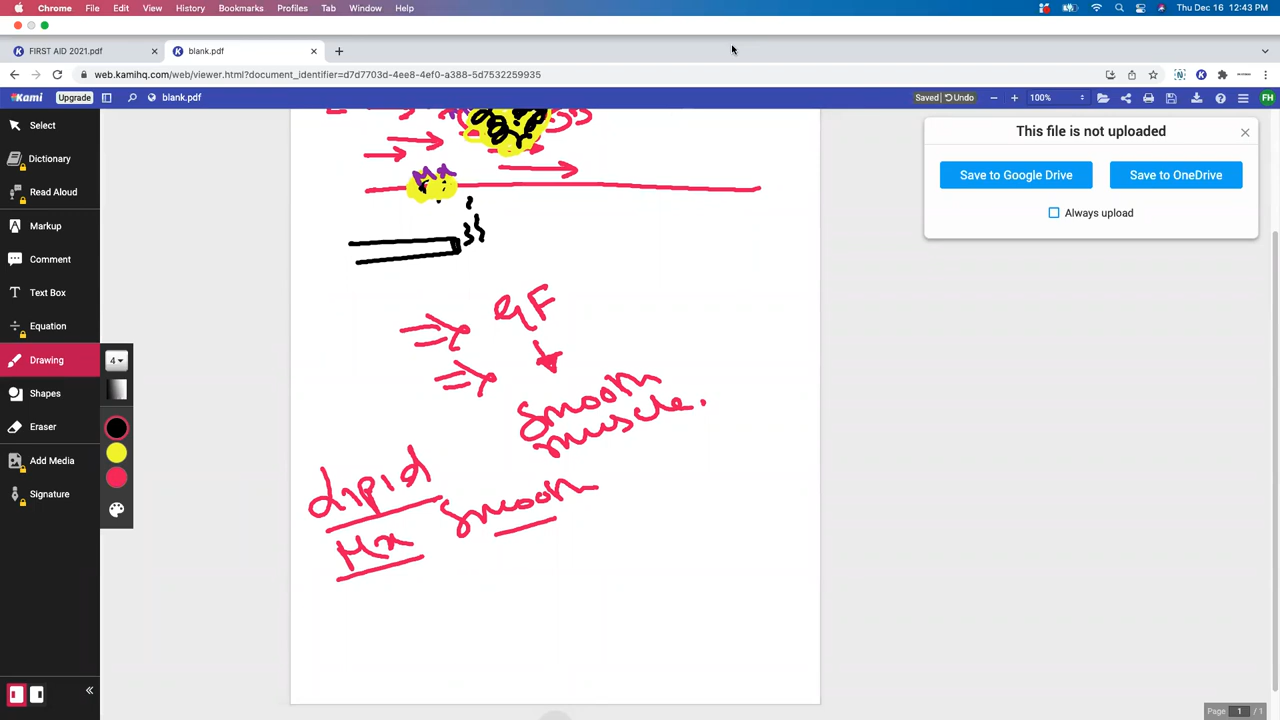 Chrome File Edit View History Bookmarks Profiles Tab Window Help Thu Dec 16 12:43 PM
FIRST AID 2021.pdf blank.pdf
web.kamihq.com/web/viewer.html?document_identifier=d7d7703d-4ee8-4ef0-a388-5d7532259935
Kami Upgrade blank.pdf Saved Undo 100% FH
Select
Dictionary
Read Aloud
Markup
Comment
Text Box
Equation
Drawing
4
Shapes
Eraser
Add Media
Signature
This file is not uploaded
Save to Google Drive Save to OneDrive
Always upload
MX
GF
Smooth
muscle.
Lipid
Smooth
MX
Page 1 / 1